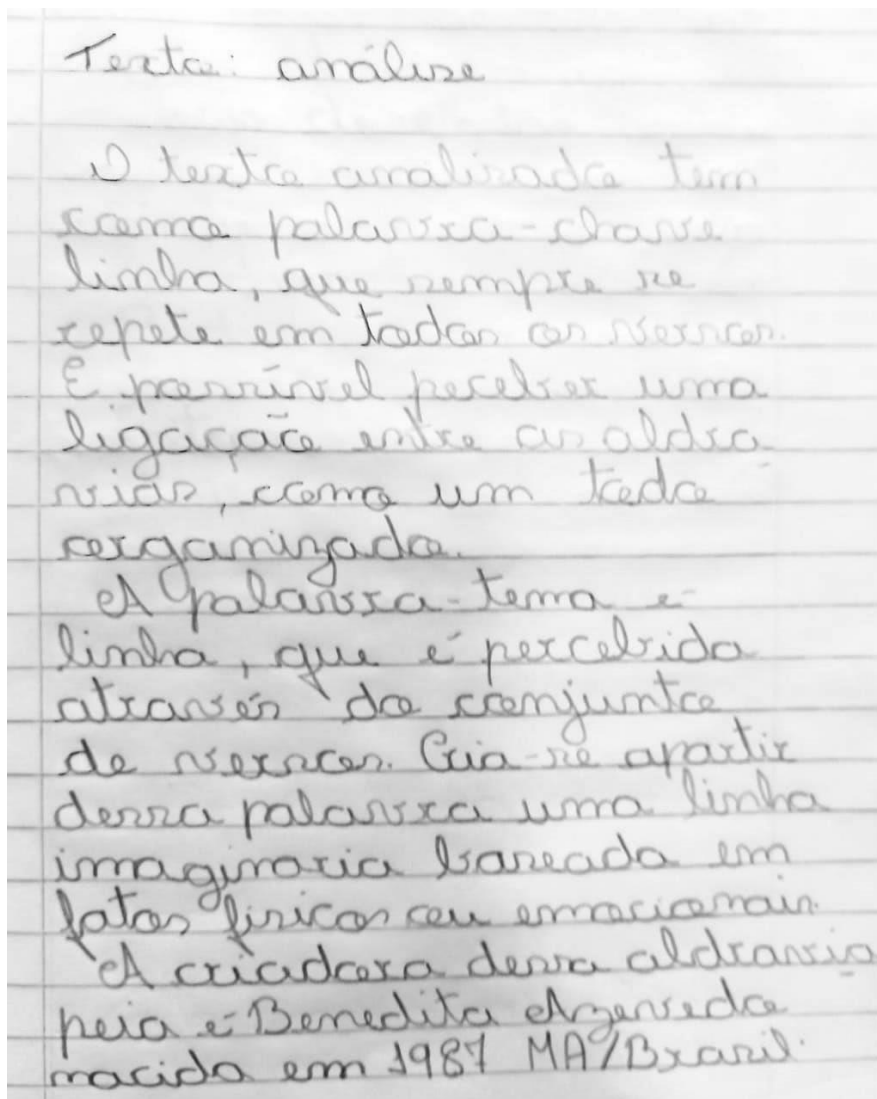 Texto: análise
O texto analisado tem
como palavra-chave
linha, que sempre se
repete em todos os versos.
E possível peceber uma
ligação entre as aldra
vias, como um todo
organizado.
A palavra-tema é
linha, que é percebida
através do conjunto
de versos. Cria-se apartir
dessa palavra uma linha
imaginaria baseada em
fatos físicos ou emocionais.
A criadora dessa aldravia
peia é Benedita Azevedo
nacida em 1987 MA/Brasil.